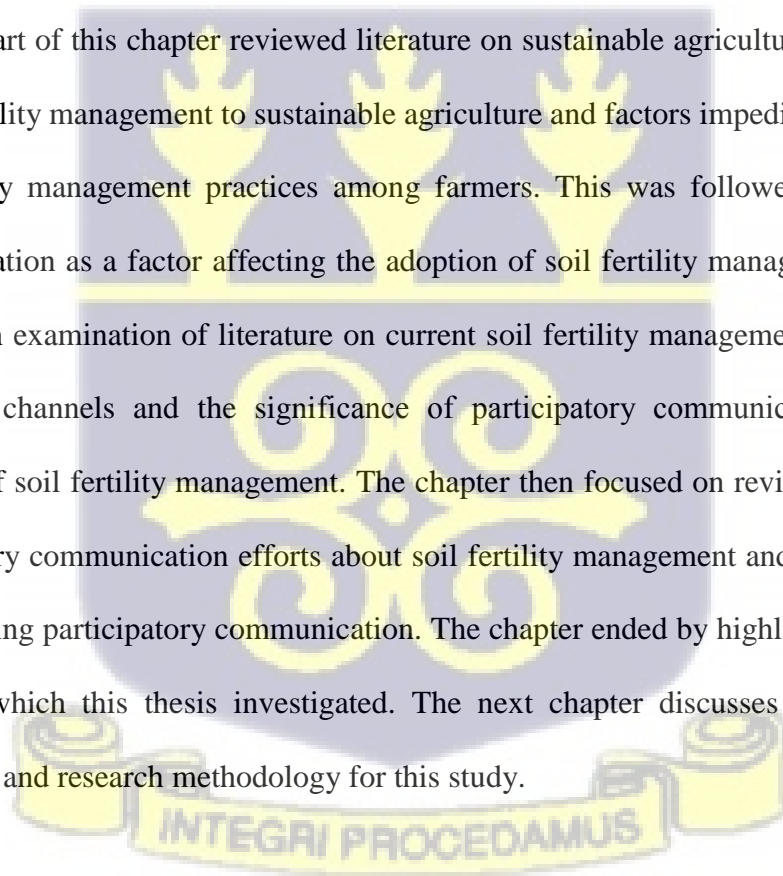 art of this chapter reviewed literature on sustainable agricultu
ility management to sustainable agriculture and factors impedi
y management practices among farmers. This was followe
ation as a factor affecting the adoption of soil fertility manag
n examination of literature on current soil fertility manageme
channels and the significance of participatory communic
f soil fertility management. The chapter then focused on revi
ry communication efforts about soil fertility management and
ing participatory communication. The chapter ended by highl
which this thesis investigated. The next chapter discusses
and research methodology for this study.
INTEGRI PROCEDAMUS